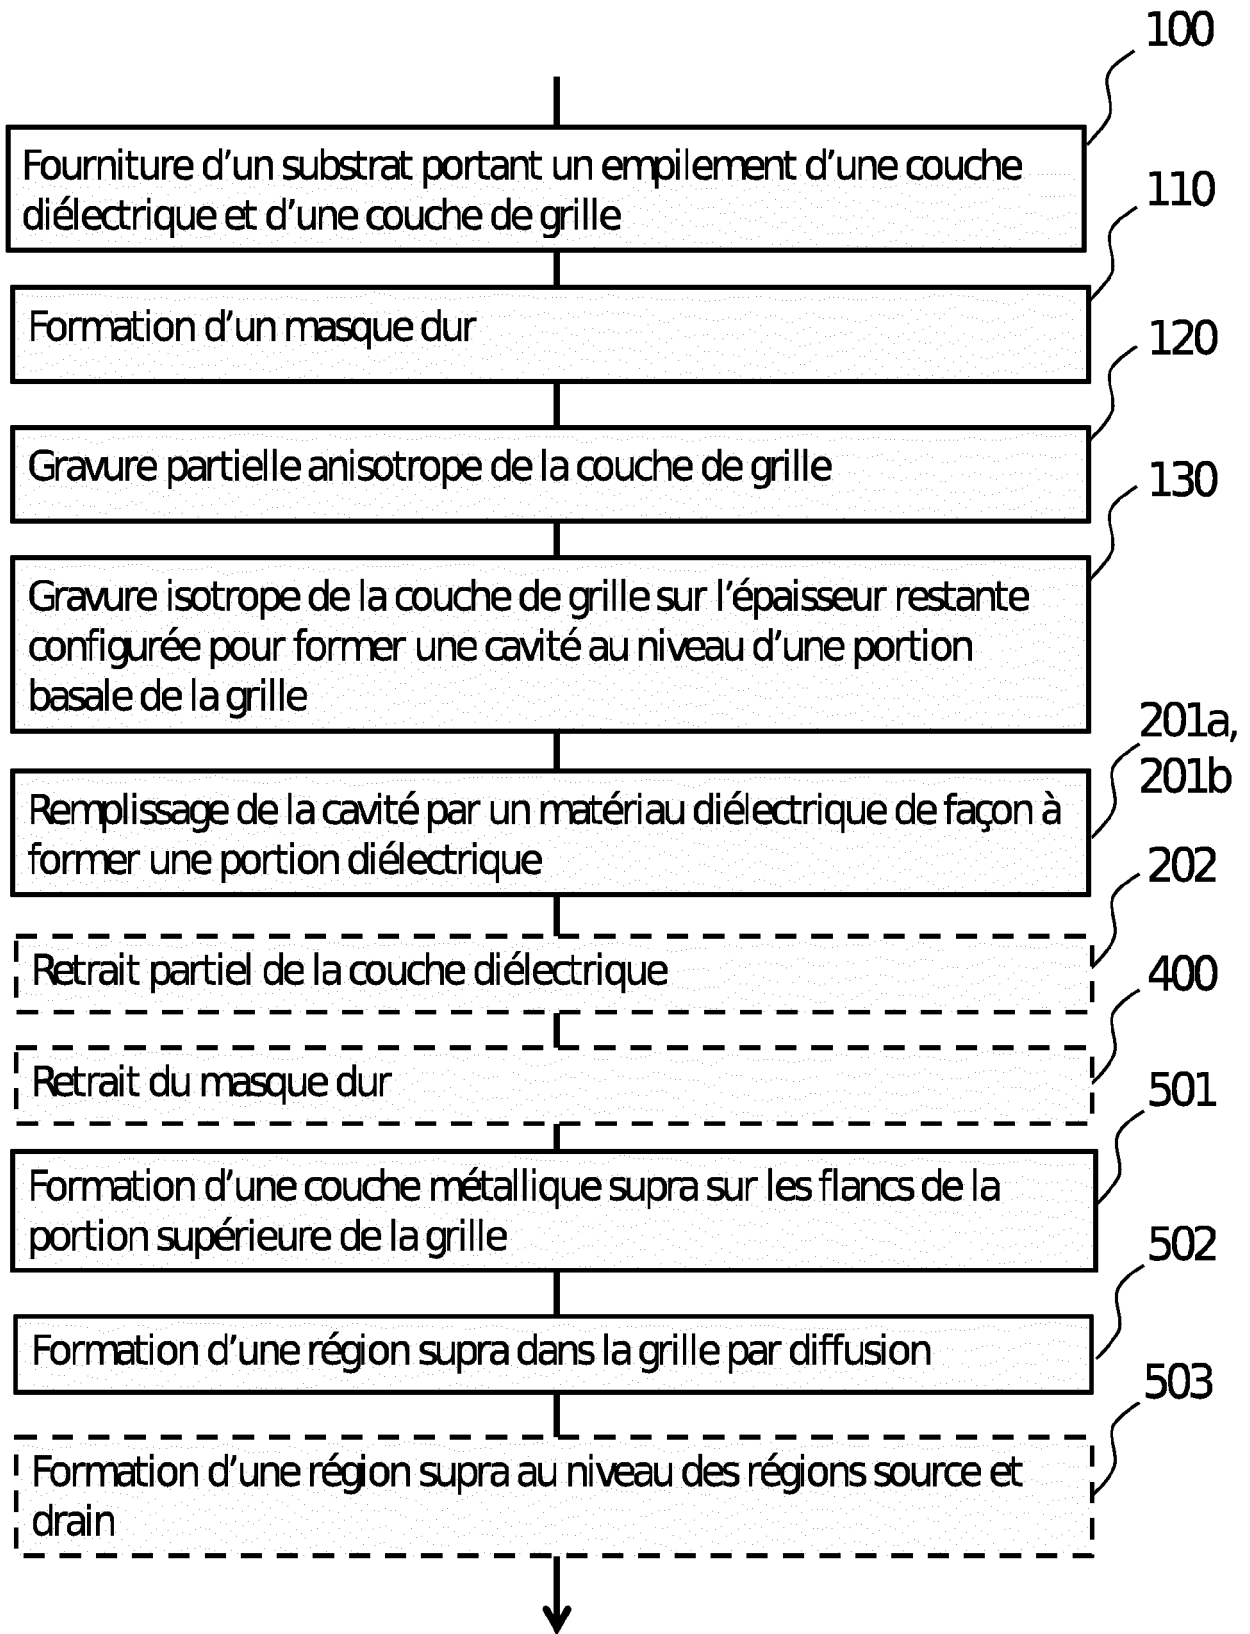 100
Fourniture d'un substrat portant un empilement d'une couche
diélectrique et d'une couche de grille
110
Formation d'un masque dur
120
Gravure partielle anisotrope de la couche de grille
130
Gravure isotrope de la couche de grille sur l'épaisseur restante
configurée pour former une cavité au niveau d'une portion
basale de la grille
201a,
201b
Remplissage de la cavité par un matériau diélectrique de façon à
former une portion diélectrique
202
Retrait partiel de la couche diélectrique
400
Retrait du masque dur
501
Formation d'une couche métallique supra sur les flancs de la
portion supérieure de la grille
502
Formation d'une région supra dans la grille par diffusion
503
Formation d'une région supra au niveau des régions source et
drain